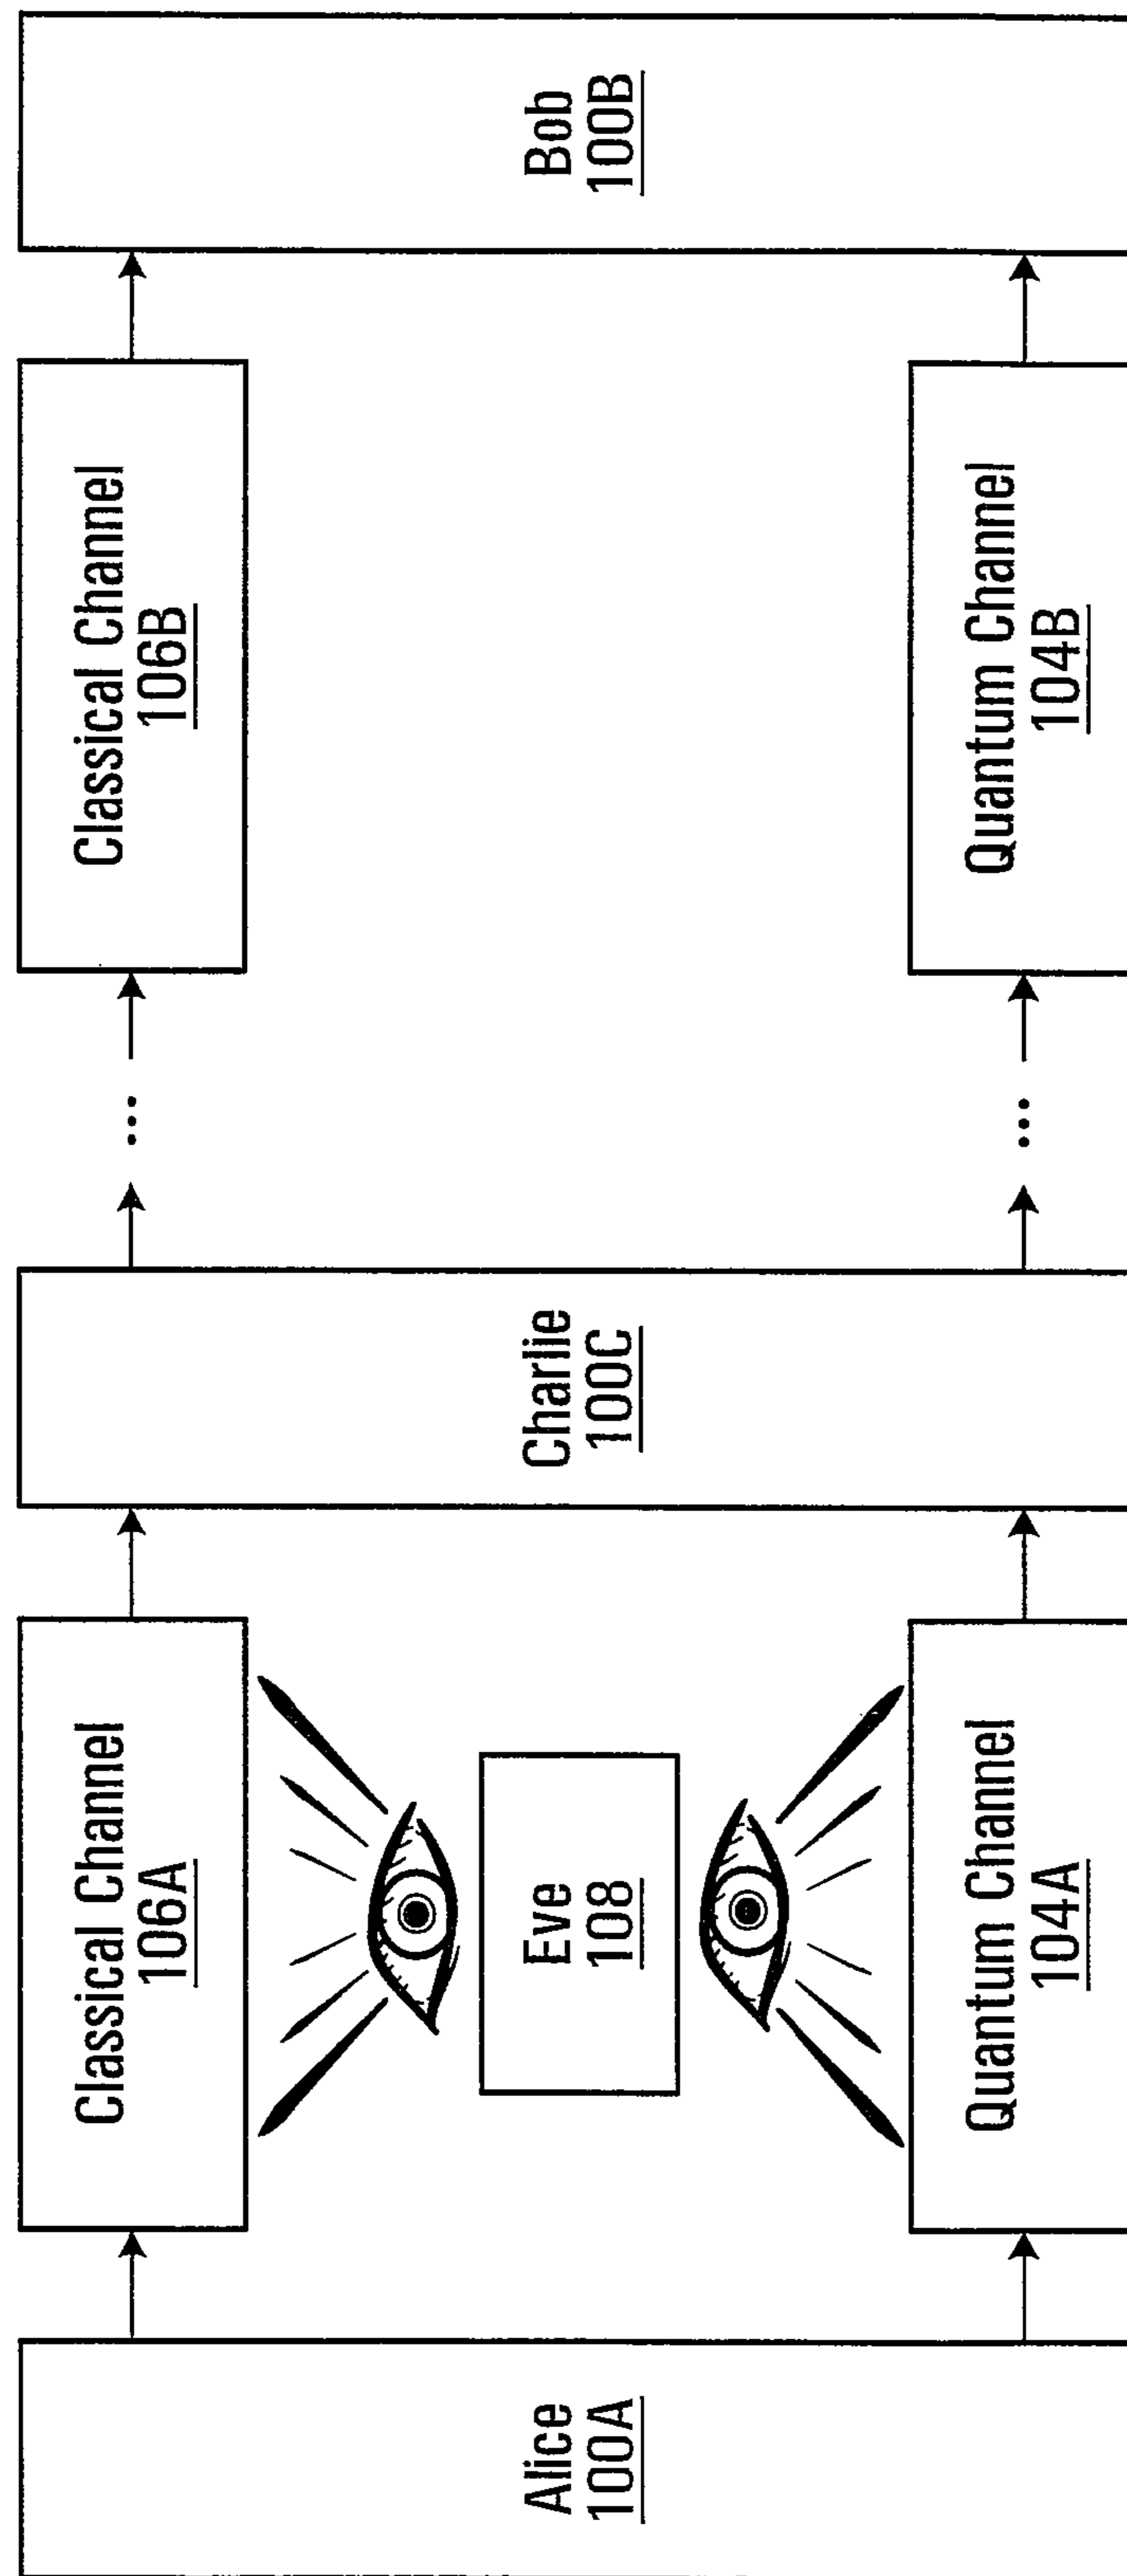 Alice
100A
Classical Channel
106A
Eve
108
Quantum Channel
104A
Charlie
100C
...
...
Classical Channel
106B
Quantum Channel
104B
Bob
100B